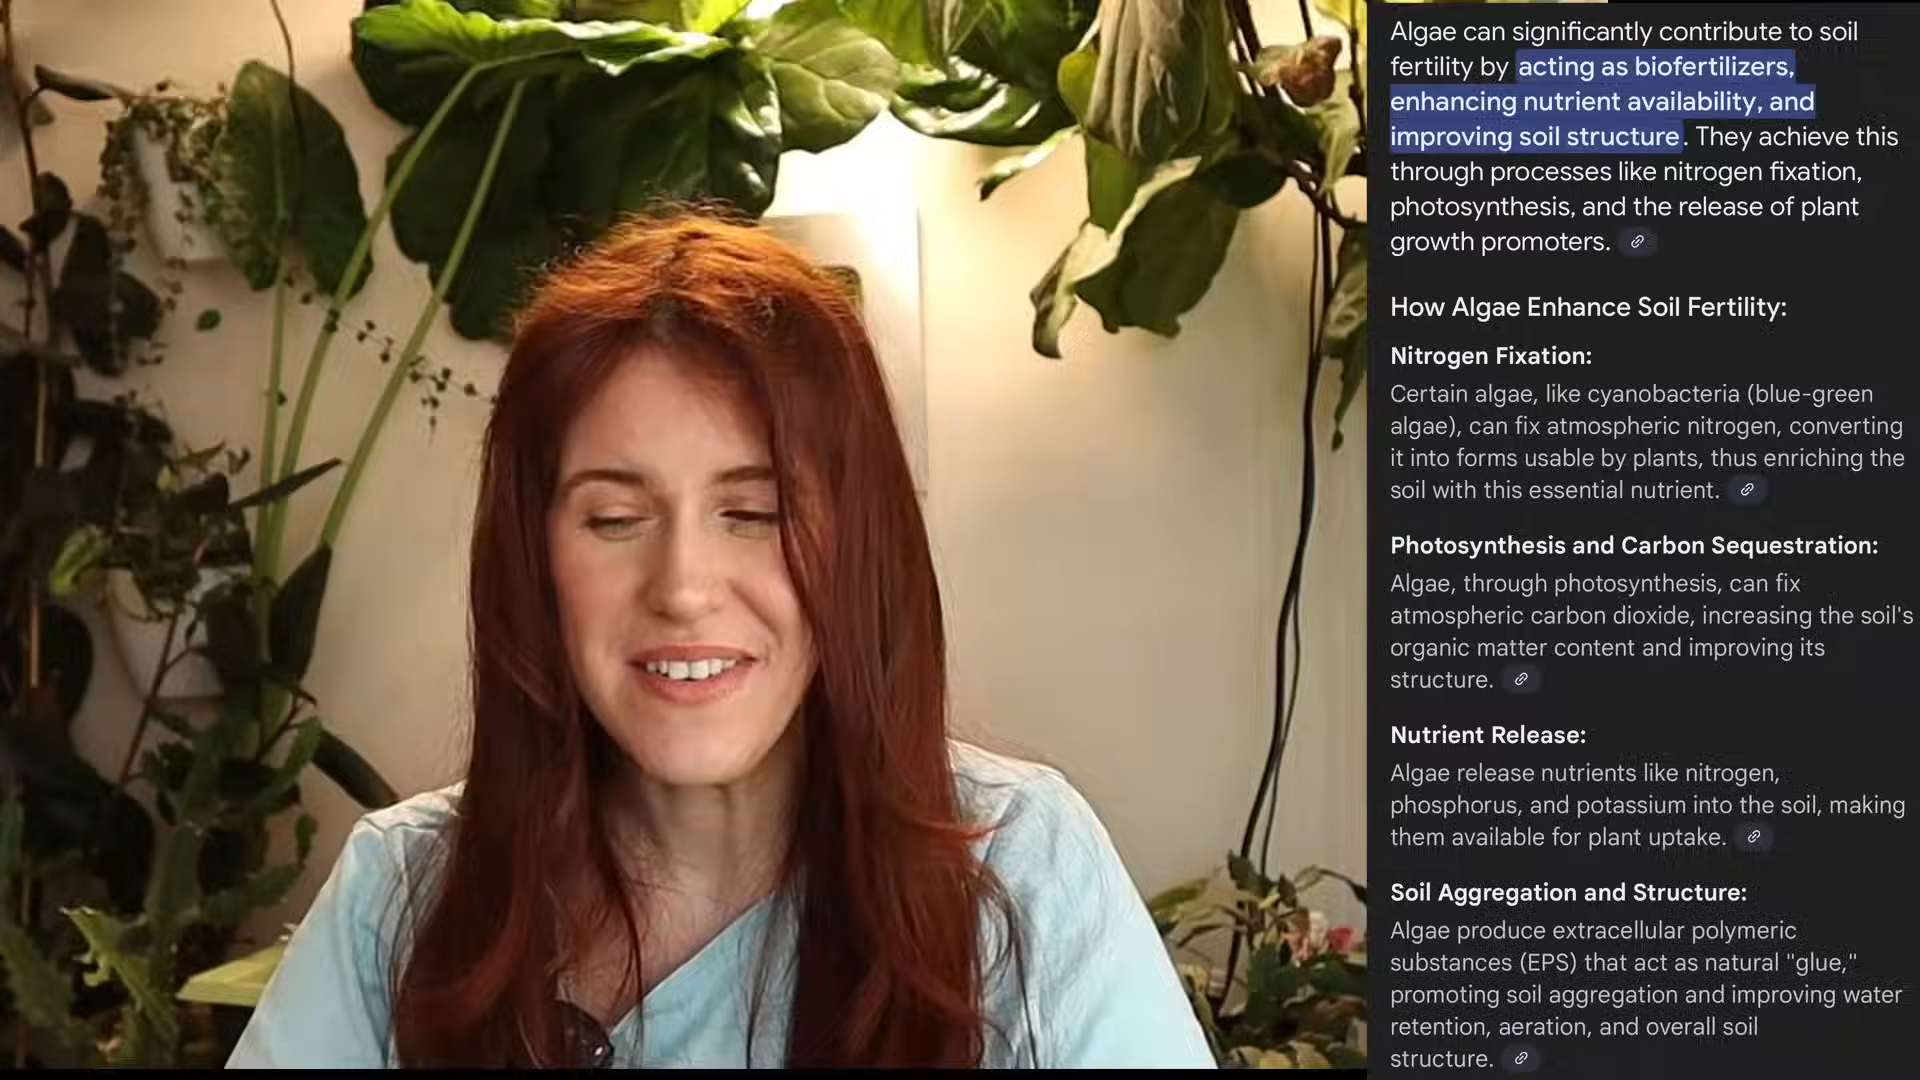 Algae can significantly contribute to soil
fertility by acting as biofertilizers,
enhancing nutrient availability, and
improving soil structure. They achieve this
through processes like nitrogen fixation,
photosynthesis, and the release of plant
growth promoters.
How Algae Enhance Soil Fertility:
Nitrogen Fixation:
Certain algae, like cyanobacteria (blue-green
algae), can fix atmospheric nitrogen, converting
it into forms usable by plants, thus enriching the
soil with this essential nutrient.
Photosynthesis and Carbon Sequestration:
Algae, through photosynthesis, can fix
atmospheric carbon dioxide, increasing the soil's
organic matter content and improving its
structure.
Nutrient Release:
Algae release nutrients like nitrogen,
phosphorus, and potassium into the soil, making
them available for plant uptake.
Soil Aggregation and Structure:
Algae produce extracellular polymeric
substances (EPS) that act as natural "glue,"
promoting soil aggregation and improving water
retention, aeration, and overall soil
structure.